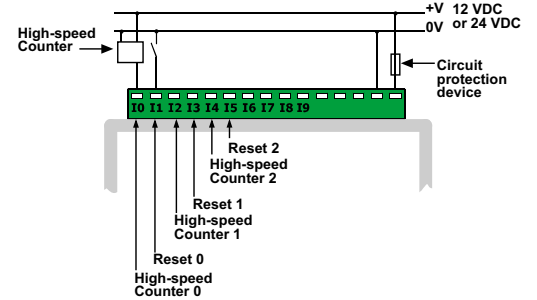 +V 12 VDC
or 24 VDC
0V
High-speed
Counter
Circuit
protection
device
I0 I1 I2 I3 I4 I5 I6 I7 I8 I9
Reset 2
High-speed
Counter 2
Reset 1
High-speed
Counter 1
Reset 0
High-speed
Counter 0